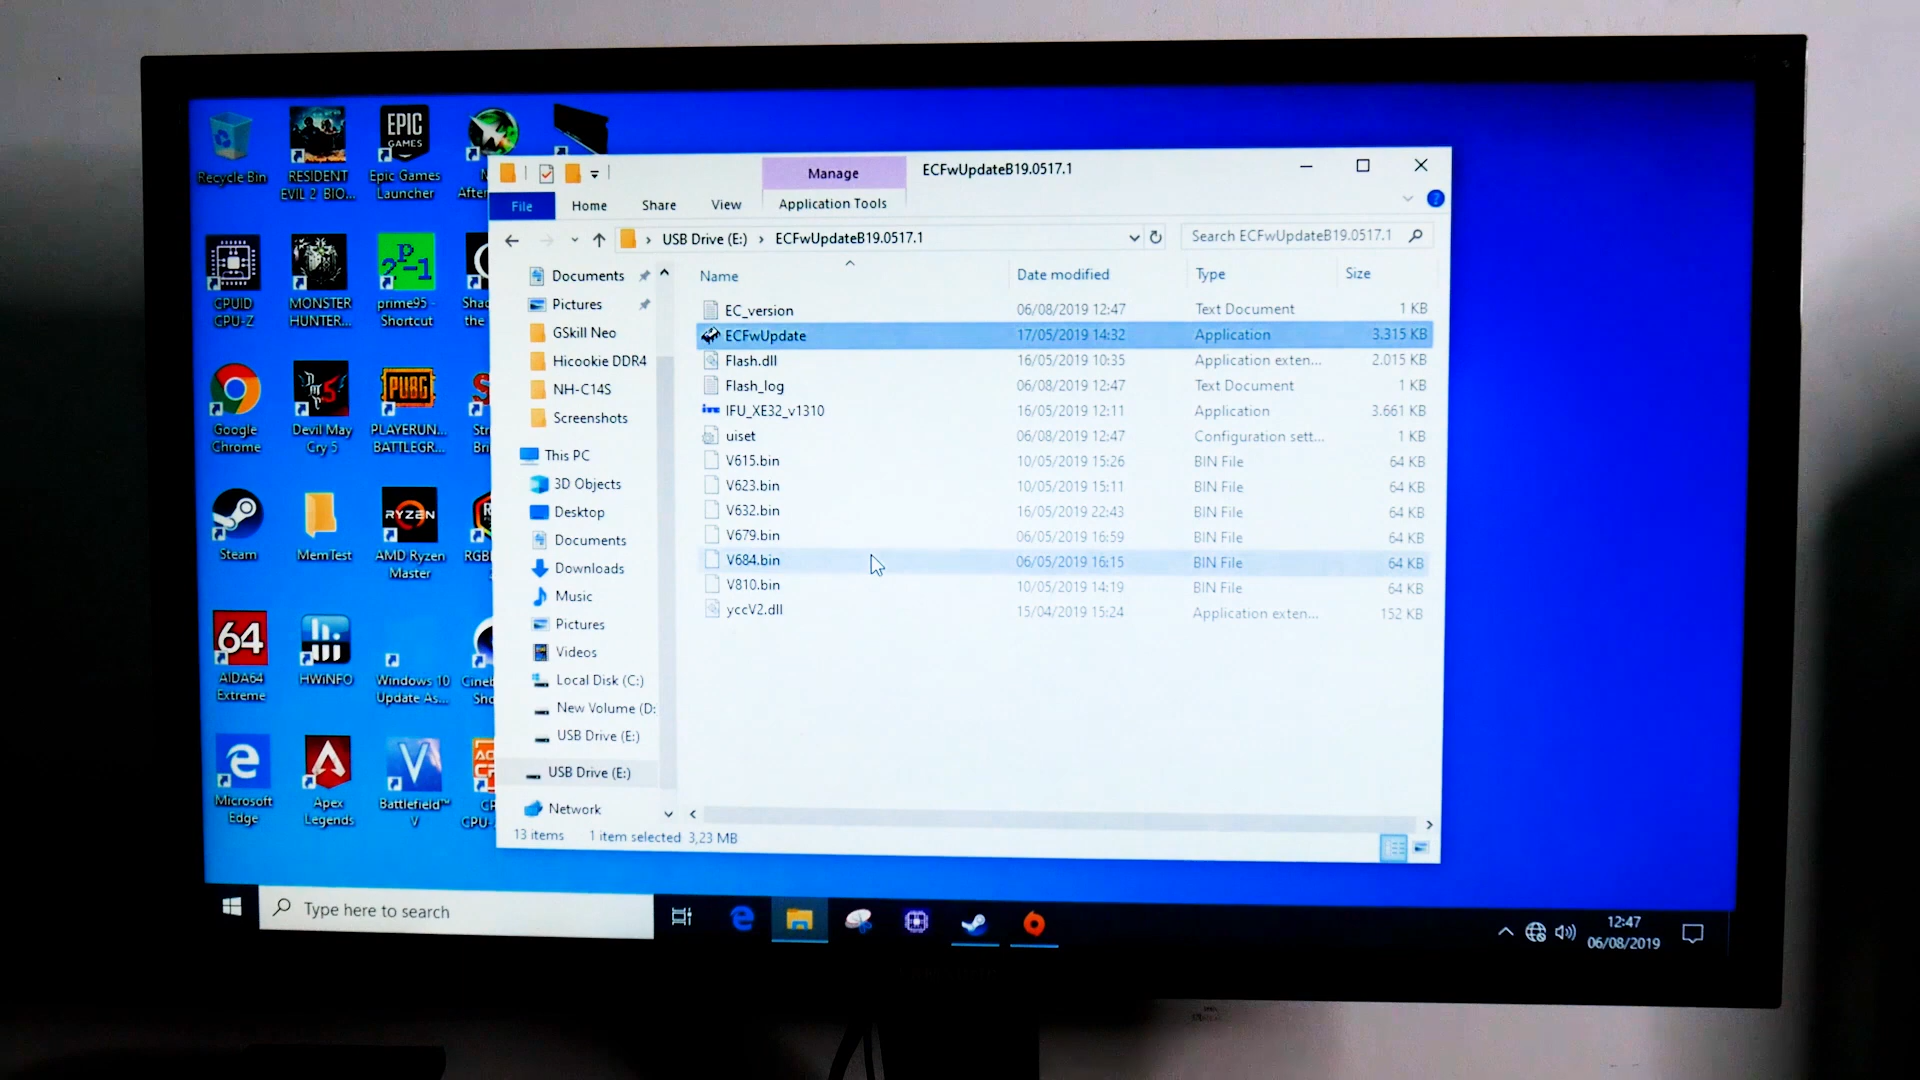 Manage
ECFwUpdateB19.0517.1
File
Home
Share
View
Application Tools
USB Drive (E:)
ECFwUpdateB19.0517.1
Search ECFwUpdateB19.0517.1
Name
Date modified
Type
Size
EC_version 06/08/2019 12:47 Text Document 1 KB
ECFwUpdate 17/05/2019 14:32 Application 3.315 KB
Flash.dll 16/05/2019 10:35 Application exten... 2.015 KB
Flash_log 06/08/2019 12:47 Text Document 1 KB
IFU_XE32_v1310 16/05/2019 12:11 Application 3.661 KB
uiset 06/08/2019 12:47 Configuration sett... 1 KB
V615.bin 10/05/2019 15:26 BIN File 64 KB
V623.bin 10/05/2019 15:11 BIN File 64 KB
V632.bin 16/05/2019 22:43 BIN File 64 KB
V679.bin 06/05/2019 16:59 BIN File 64 KB
V684.bin 06/05/2019 16:15 BIN File 64 KB
V810.bin 10/05/2019 14:19 BIN File 64 KB
yccV2.dll 15/04/2019 15:24 Application exten... 152 KB
Documents
Pictures
GSkill Neo
Hicookie DDR4
NH-C14S
Screenshots
This PC
3D Objects
Desktop
Documents
Downloads
Music
Pictures
Videos
Local Disk (C:)
New Volume (D:
USB Drive (E:)
USB Drive (E:)
Network
13 items
1 item selected 3,23 MB
Recycle Bin
RESIDENT
EVIL 2 BIO...
EPIC
GAMES
Epic Games
Launcher
After
CPUID
CPU-Z
MONSTER
HUNTER...
2P-1
prime95 -
Shortcut
Sha
the
Google
Chrome
Devil May
Cry 5
PUBG
PLAYERUN...
BATTLEGR...
Str
Bri
Steam
MemTest
RYZEN
AMD Ryzen
Master
RGB
64
AIDA64
Extreme
HWiNFO
Windows 10
Update As...
Cine
Sho
Microsoft
Edge
Apex
Legends
V
Battlefield™
V
CPU-
Type here to search
12:47
06/08/2019